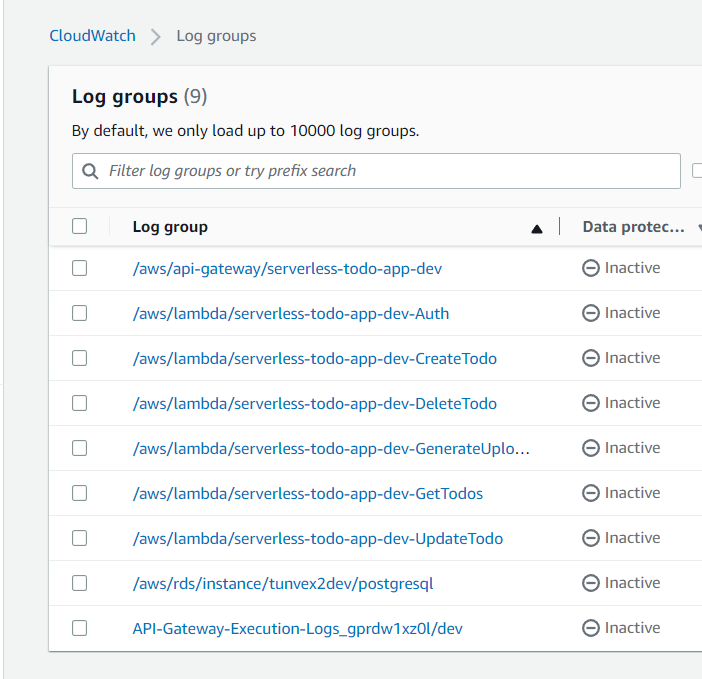 CloudWatch > Log groups
Log groups (9)
By default, we only load up to 10000 log groups.
Filter log groups or try prefix search
Log group Data protec...
/aws/api-gateway/serverless-todo-app-dev Inactive
/aws/lambda/serverless-todo-app-dev-Auth Inactive
/aws/lambda/serverless-todo-app-dev-CreateTodo Inactive
/aws/lambda/serverless-todo-app-dev-DeleteTodo Inactive
/aws/lambda/serverless-todo-app-dev-GenerateUplo... Inactive
/aws/lambda/serverless-todo-app-dev-GetTodos Inactive
/aws/lambda/serverless-todo-app-dev-UpdateTodo Inactive
/aws/rds/instance/tunvex2dev/postgresql Inactive
API-Gateway-Execution-Logs_gprdw1xz0l/dev Inactive